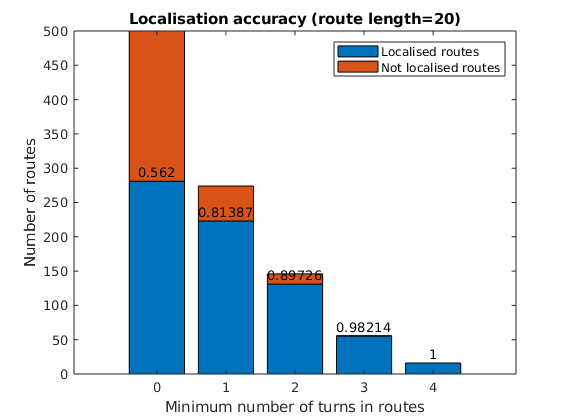 Localisation accuracy (route length=20)
Localised routes
Not localised routes
Number of routes
500
450
400
350
300
250
200
150
100
50
0
0.562
0.81387
0.89726
0.98214
1
0 1 2 3 4
Minimum number of turns in routes